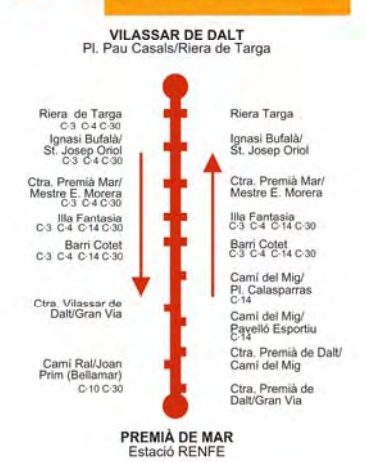 VILASSAR DE DALT
Pl. Pau Casals/Riera de Targa
Riera de Targa
C-3 C-4 C-30
Ignasi Bufalà/
St. Josep Oriol
C-3 C-4 C-30
Ctra. Premià Mar/
Mestre E. Morera
C-3 C-4 C-30
Illa Fantasia
C-3 C-4 C-14 C-30
Barri Cotet
C-3 C-4 C-14 C-30
Ctra. Vilassar de
Dalt/Gran Via
Camí Ral/Joan
Prim (Bellamar)
C-10 C-30
Riera Targa
Ignasi Bufalà/
St. Josep Oriol
Ctra. Premià Mar/
Mestre E. Morera
Illa Fantasia
C-3 C-4 C-14 C-30
Barri Cotet
C-3 C-4 C-14 C-30
Camí del Mig/
Pl. Calasparras
C-14
Camí del Mig/
Pavelló Esportiu
C-14
Ctra. Premià de Dalt/
Camí del Mig
Ctra. Premià de
Dalt/Gran Via
PREMIÀ DE MAR
Estació RENFE